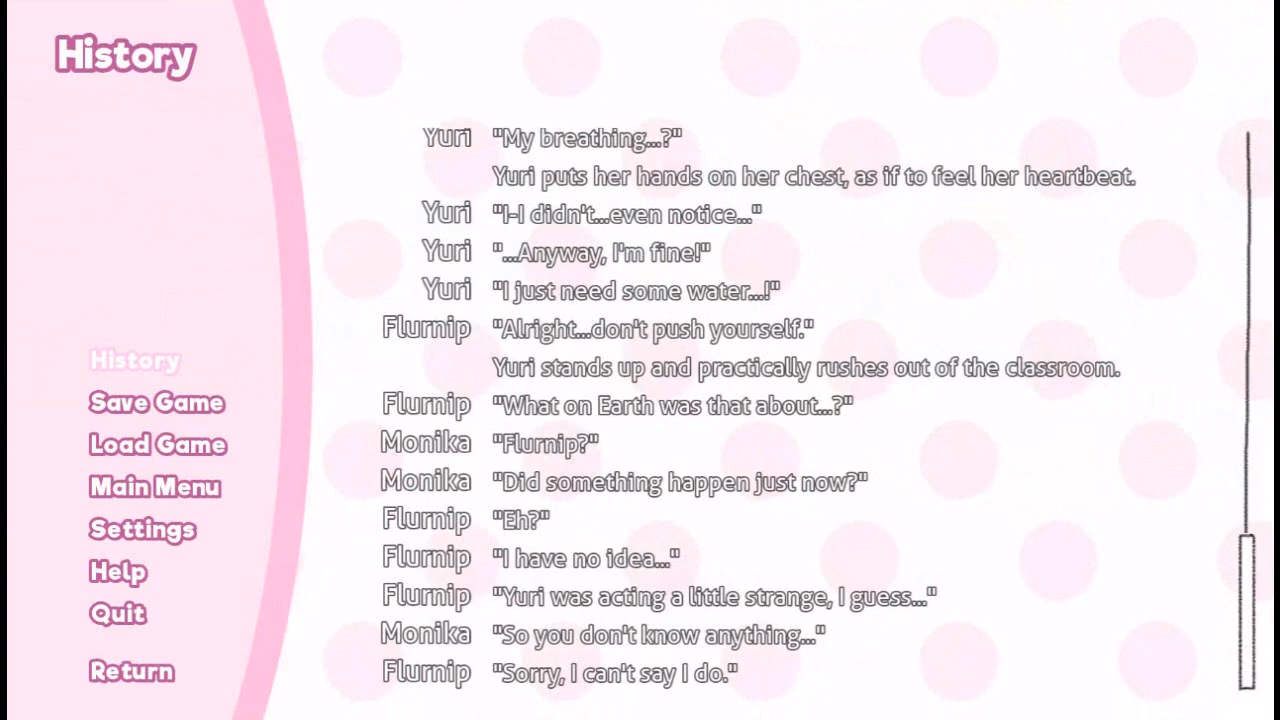 History
Yuri "My breathing...?"
Yuri puts her hands on her chest, as if to feel her heartbeat.
Yuri "I-I didn't...even notice..."
Yuri "...Anyway, I'm fine!"
Yuri "I just need some water...!"
Flurnip "Alright...don't push yourself."
Yuri stands up and practically rushes out of the classroom.
Flurnip "What on Earth was that about...?"
Monika "Flurnip?"
Monika "Did something happen just now?"
Flurnip "Eh?"
Flurnip "I have no idea..."
Flurnip "Yuri was acting a little strange, I guess..."
Monika "So you don't know anything..."
Flurnip "Sorry, I can't say I do."
History
Save Game
Load Game
Main Menu
Settings
Help
Quit
Return